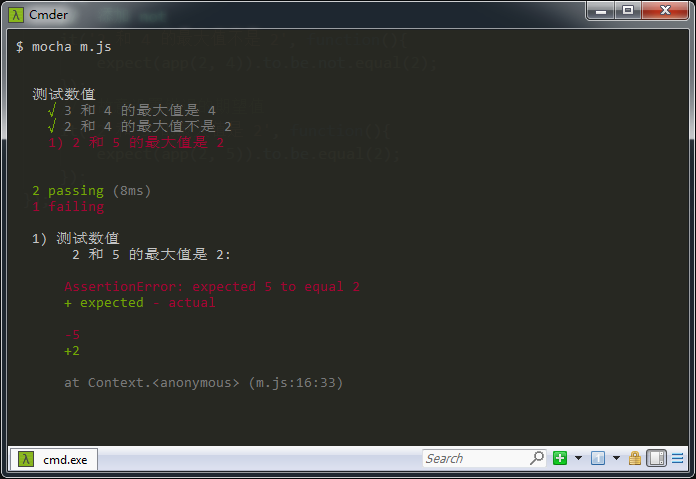 Cmder
$ mocha m.js
测试数值
√ 3 和 4 的最大值是 4
√ 2 和 4 的最大值不是 2
1) 2 和 5 的最大值是 2
2 passing (8ms)
1 failing
1) 测试数值
2 和 5 的最大值是 2:
AssertionError: expected 5 to equal 2
+ expected - actual
-5
+2
at Context.<anonymous> (m.js:16:33)
cmd.exe
Search